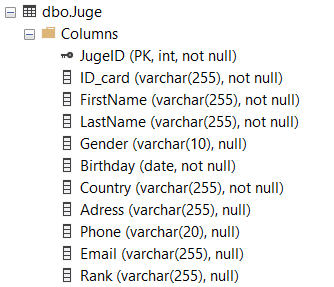 dbo.Juge
Columns
JugeID (PK, int, not null)
ID_card (varchar(255), not null)
FirstName (varchar(255), not null)
LastName (varchar(255), not null)
Gender (varchar(10), null)
Birthday (date, not null)
Country (varchar(255), not null)
Adress (varchar(255), null)
Phone (varchar(20), null)
Email (varchar(255), null)
Rank (varchar(255), null)